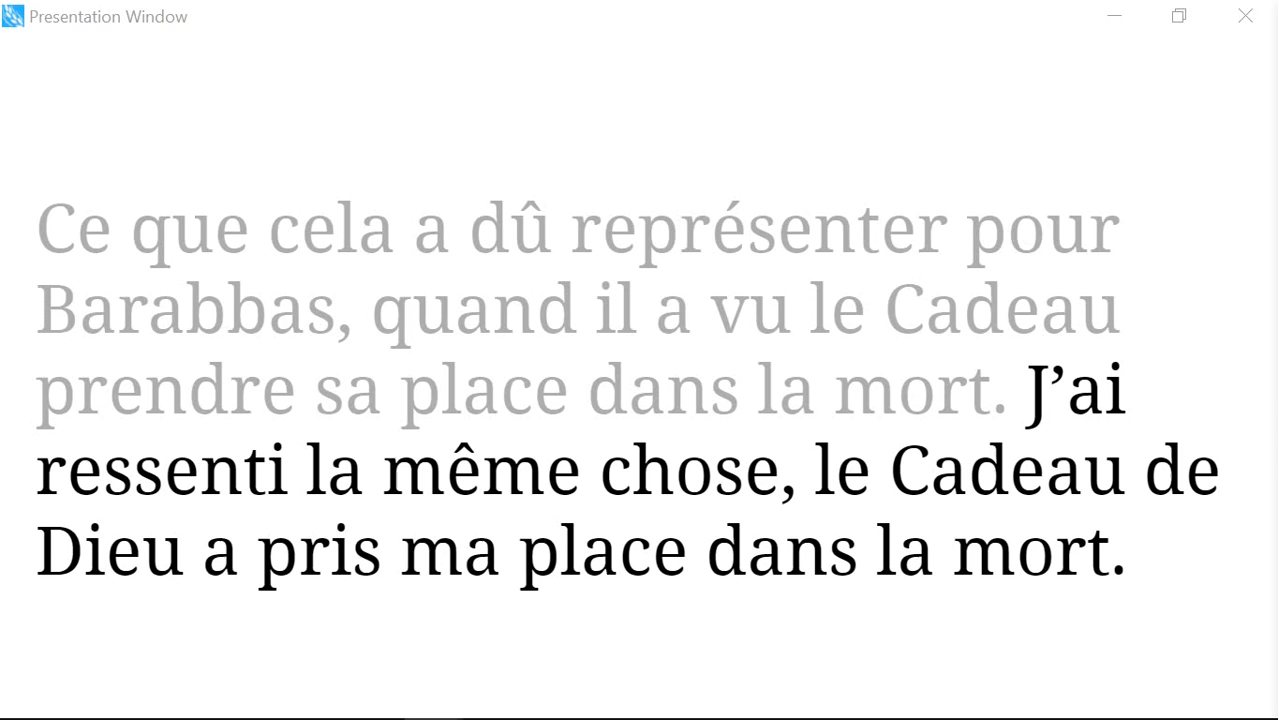 Presentation Window
Ce que cela a dû représenter pour
Barabbas, quand il a vu le Cadeau
prendre sa place dans la mort. J’ai
ressenti la même chose, le Cadeau de
Dieu a pris ma place dans la mort.